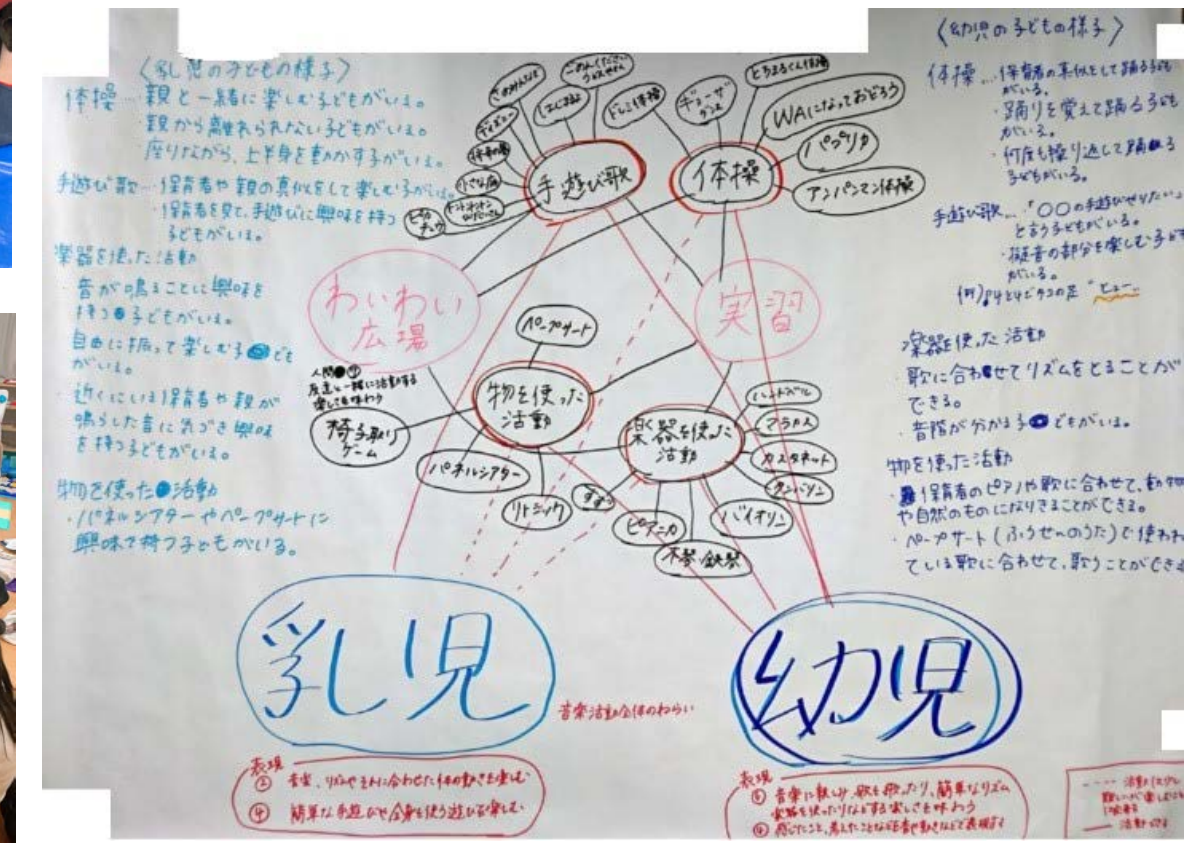 〈乳児の子どもの様子〉
体操…親と一緒に楽しむ子どもがいる。
・親から離れられない子どもがいる。
・座りながら、上半身を動かす子がいる。
手遊び歌…保育者や親の真似をして楽しむ子がいる。
・保育者を見て、手遊びに興味を持つ
子どもがいる。
楽器を使った活動
・音が鳴ることに興味を
持つ子どもがいる。
・自由に振って楽しむ子ども
がいる。
・近くにいる保育者や親が
鳴らした音に気づき興味
を持つ子どもがいる。
物を使った活動
・パネルシアターやペープサートに
興味を持つ子どもがいる。
手遊び歌
小さな庭
ピカチュウ
体操
どしこ体操
WAになっておどろう
パプリカ
アンパンマン体操
わいわい
広場
実習
物を使った
活動
ペープサート
人間
友達と一緒に活動する
楽しさを味わう
椅子取り
ゲーム
パネルシアター
リトミック
楽器を使った
活動
ハンドベル
マラカス
カスタネット
タンバリン
バイオリン
木琴・鉄琴
ピアニカ
すず
乳児
幼児
音楽活動全体のねらい
表現
簡単な手遊びや全身を使う遊びを楽しむ
表現
音楽に親しみ、歌を歌ったり、簡単なリズム
楽器を使ったりなどする楽しさを味わう
〈幼児の子どもの様子〉
体操…保育者の真似をして踊る子ども
がいる。
・踊りを覚えて踊る子ども
がいる。
・何度も繰り返して踊る
子どもがいる。
手遊び歌…「〇〇の手遊びやりたい」
と言う子どもがいる。
・擬音の部分を楽しむ子ども
がいる。
楽器を使った活動
・歌に合わせてリズムをとることが
できる。
・音階が分かる子どもがいる。
物を使った活動
・保育者のピアノや歌に合わせて、動物
や自然のものになりきることができる。
・ペープサート(ふうせんのうた)で使われ
ている歌に合わせて、歌うことができる